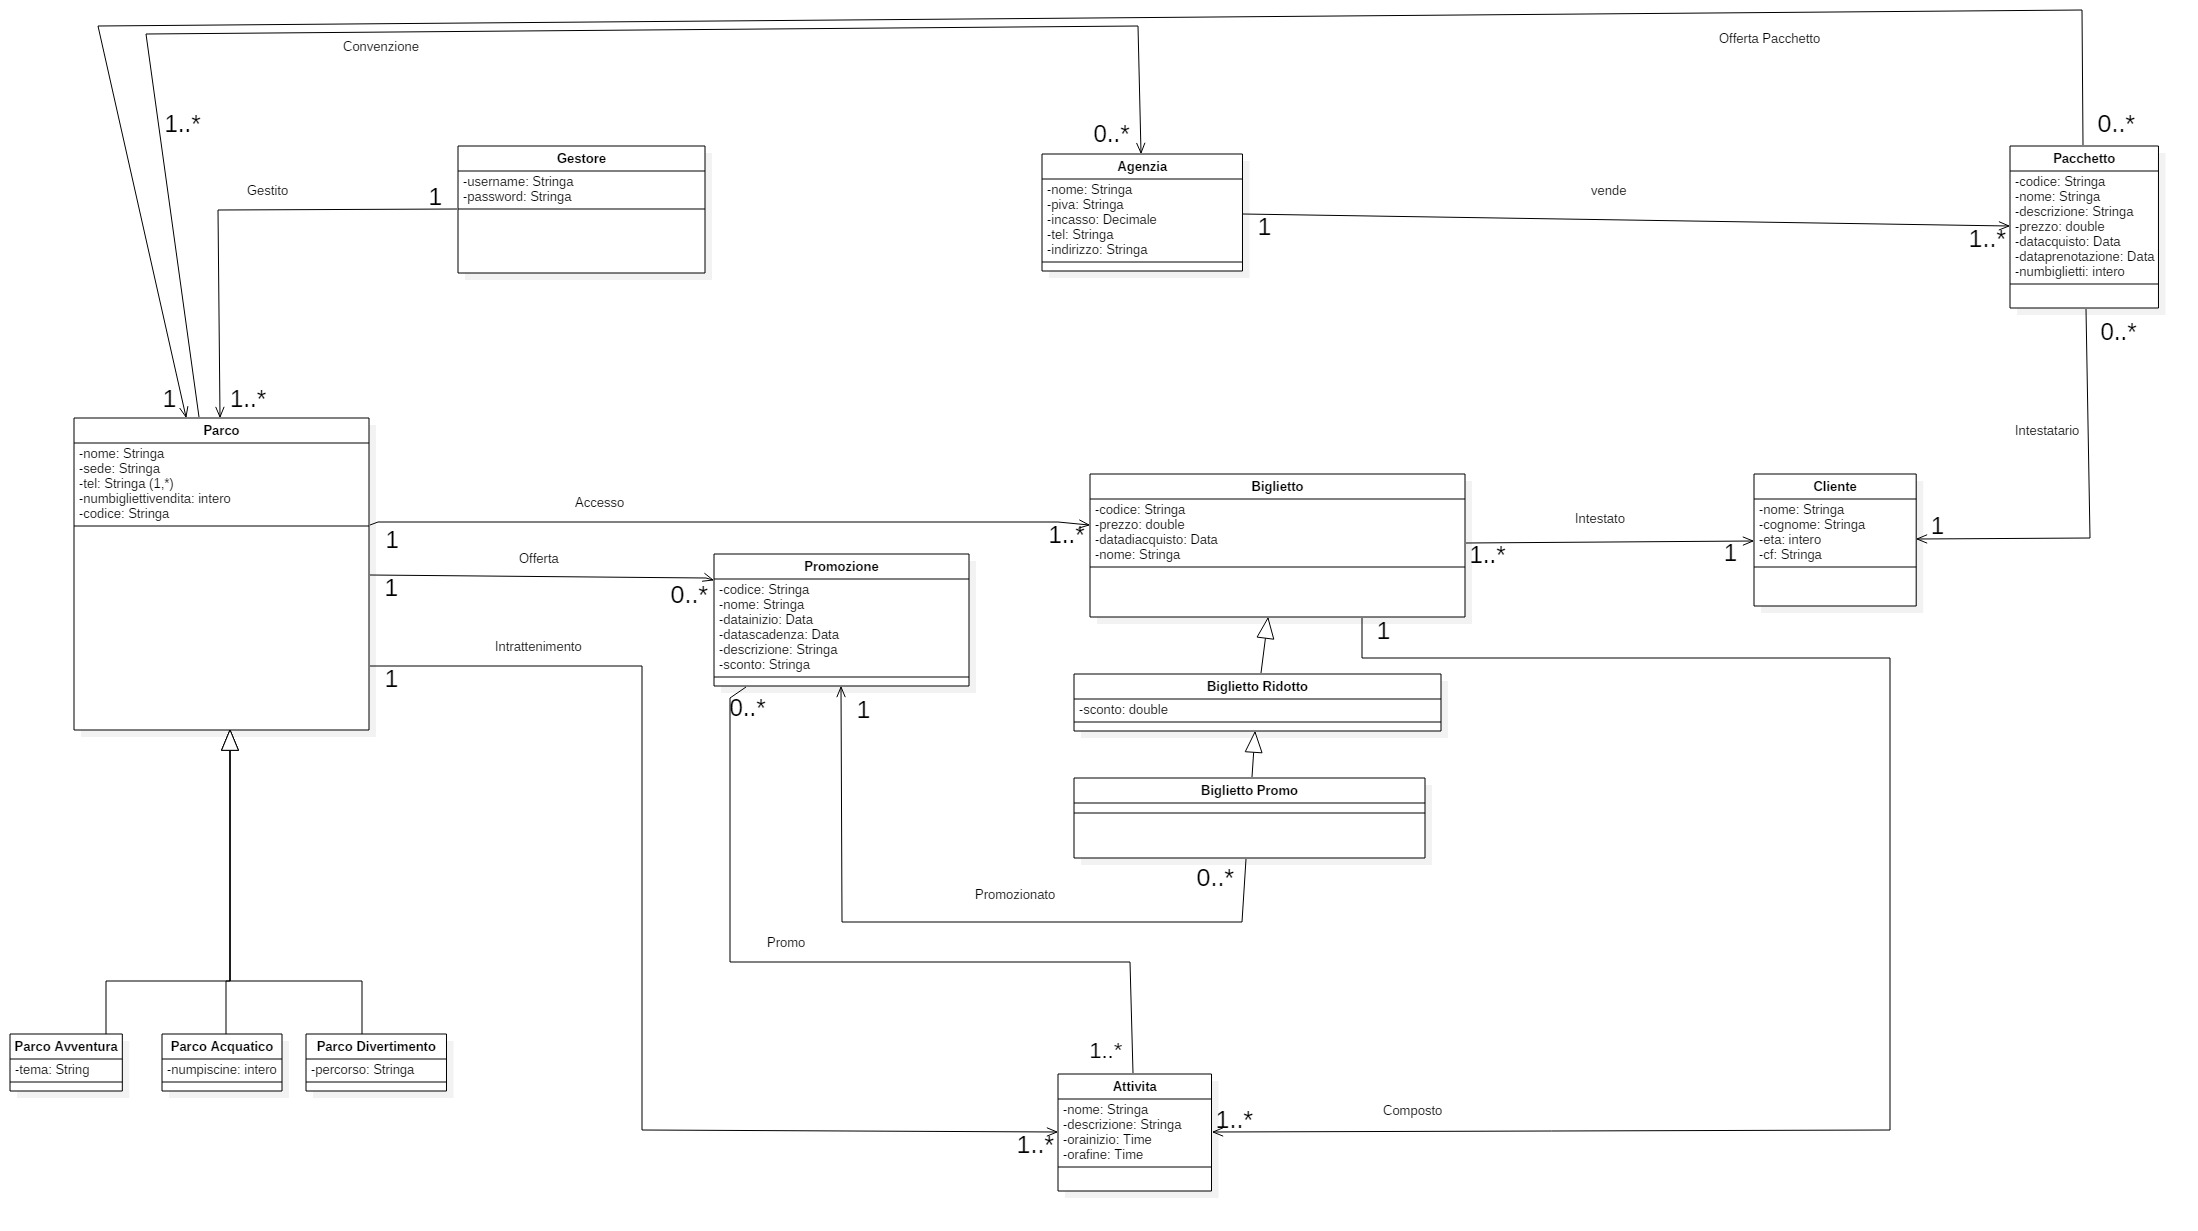 Convenzione
Offerta Pacchetto
1..*
0..*
0..*
Gestore
-username: Stringa
-password: Stringa
Gestito
1
Agenzia
-nome: Stringa
-piva: Stringa
-incasso: Decimale
-tel: Stringa
-indirizzo: Stringa
vende
1
1..*
Pacchetto
-codice: Stringa
-nome: Stringa
-descrizione: Stringa
-prezzo: double
-datacquisto: Data
-dataprenotazione: Data
-numbiglietti: intero
0..*
Intestatario
1
1
1..*
Parco
-nome: Stringa
-sede: Stringa
-tel: Stringa (1,*)
-numbigliettivendita: intero
-codice: Stringa
Accesso
1
1..*
Offerta
1
0..*
Intrattenimento
1
Promozione
-codice: Stringa
-nome: Stringa
-datainizio: Data
-datascadenza: Data
-descrizione: Stringa
-sconto: Stringa
0..*
1
Biglietto
-codice: Stringa
-prezzo: double
-datadiacquisto: Data
-nome: Stringa
1
Intestato
1..*
1
Cliente
-nome: Stringa
-cognome: Stringa
-eta: intero
-cf: Stringa
Biglietto Ridotto
-sconto: double
Biglietto Promo
0..*
Promozionato
Promo
Parco Avventura
-tema: String
Parco Acquatico
-numpiscine: intero
Parco Divertimento
-percorso: Stringa
1..*
1..*
Attivita
-nome: Stringa
-descrizione: Stringa
-orainizio: Time
-orafine: Time
1..*
Composto